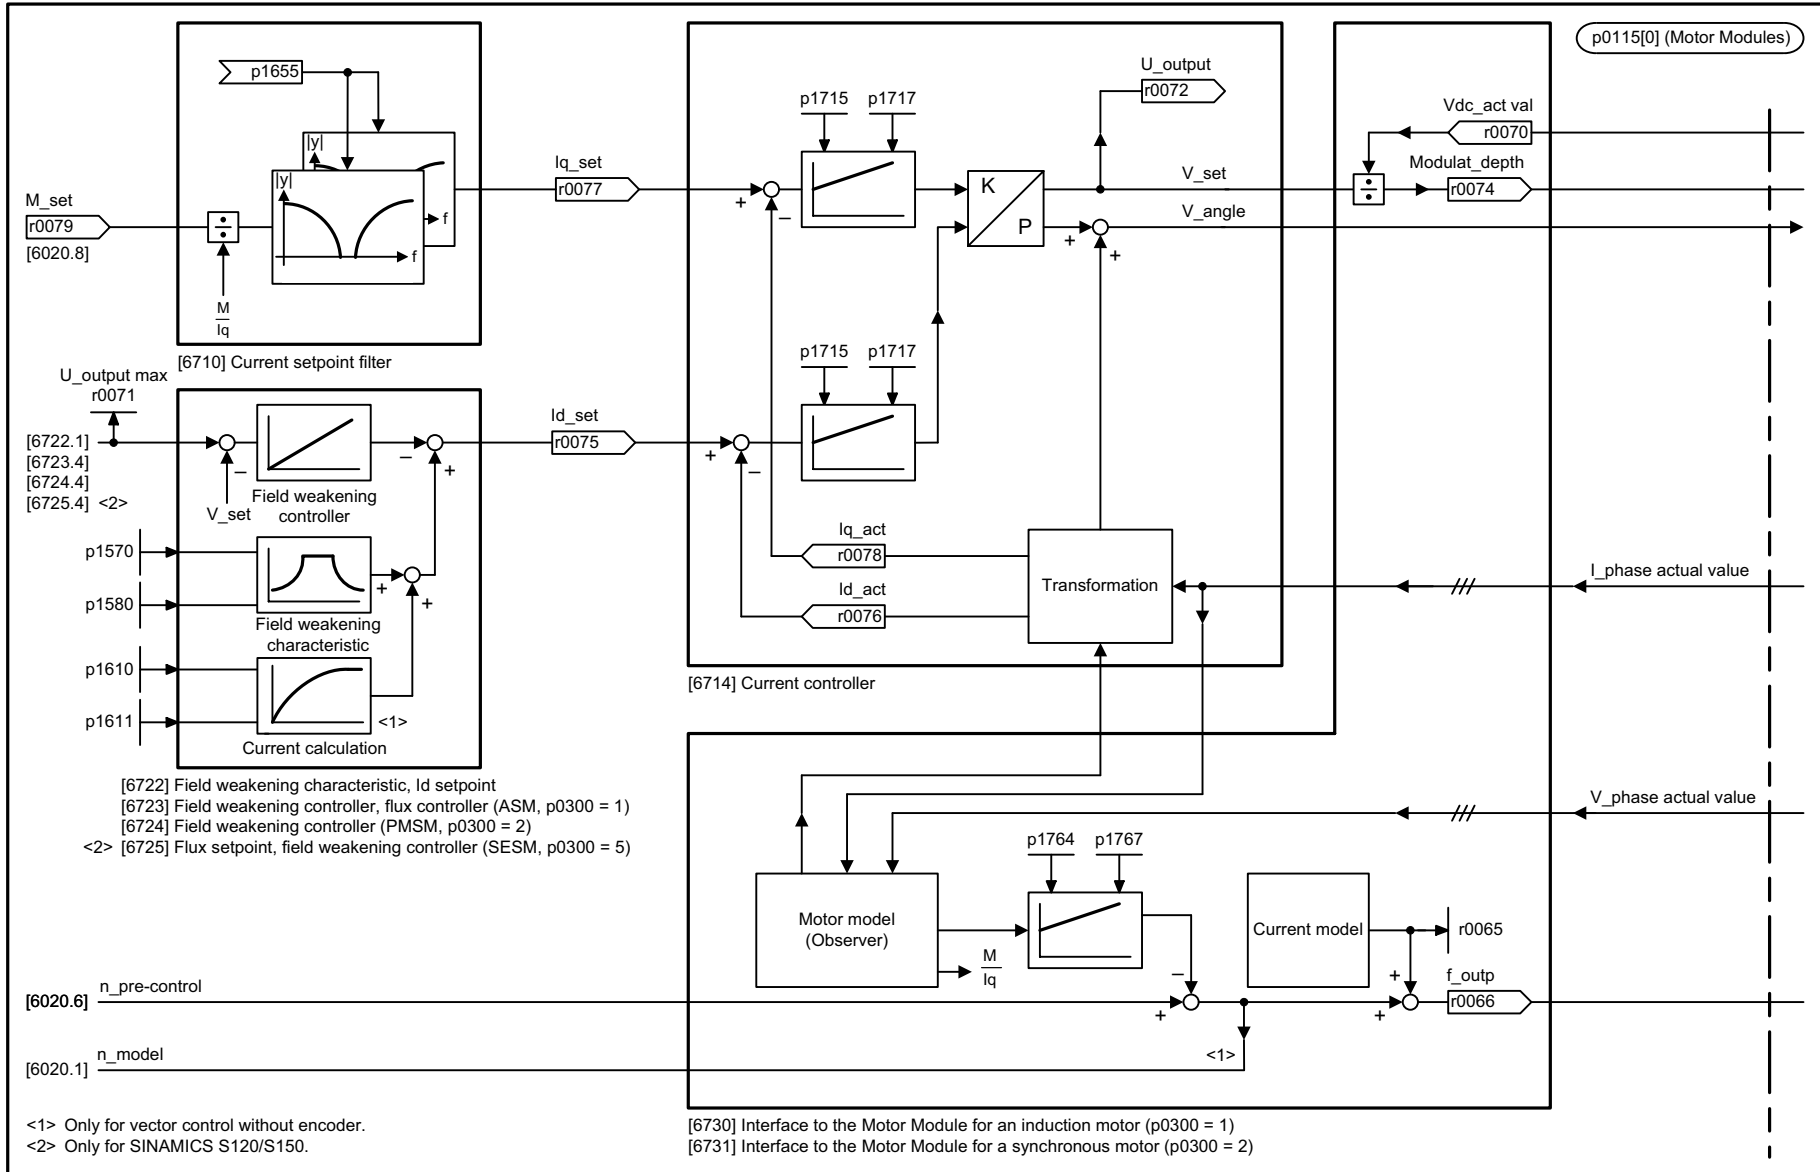 p0115[0] (Motor Modules)
p1655
|y|
f
|y|
f
M_set
r0079
[6020.8]
÷
M
Iq
[6710] Current setpoint filter
Iq_set
r0077
p1715
p1717
+
–
K
P
U_output
r0072
V_set
V_angle
+
+
Vdc_act val
r0070
Modulat_depth
÷
r0074
U_output max
r0071
[6722.1]
[6723.4]
[6724.4]
[6725.4] <2>
–
V_set
Field weakening
controller
–
+
Id_set
r0075
p1715
p1717
+
–
p1570
p1580
+
+
Field weakening
characteristic
p1610
p1611
<1>
Current calculation
Iq_act
r0078
Id_act
r0076
Transformation
I_phase actual value
[6714] Current controller
[6722] Field weakening characteristic, Id setpoint
[6723] Field weakening controller, flux controller (ASM, p0300 = 1)
[6724] Field weakening controller (PMSM, p0300 = 2)
<2> [6725] Flux setpoint, field weakening controller (SESM, p0300 = 5)
V_phase actual value
p1764
p1767
Motor model
(Observer)
M
Iq
Current model
r0065
[6020.6]
n_pre-control
–
+
+
+
f_outp
r0066
[6020.1]
n_model
<1>
<1> Only for vector control without encoder.
<2> Only for SINAMICS S120/S150.
[6730] Interface to the Motor Module for an induction motor (p0300 = 1)
[6731] Interface to the Motor Module for a synchronous motor (p0300 = 2)